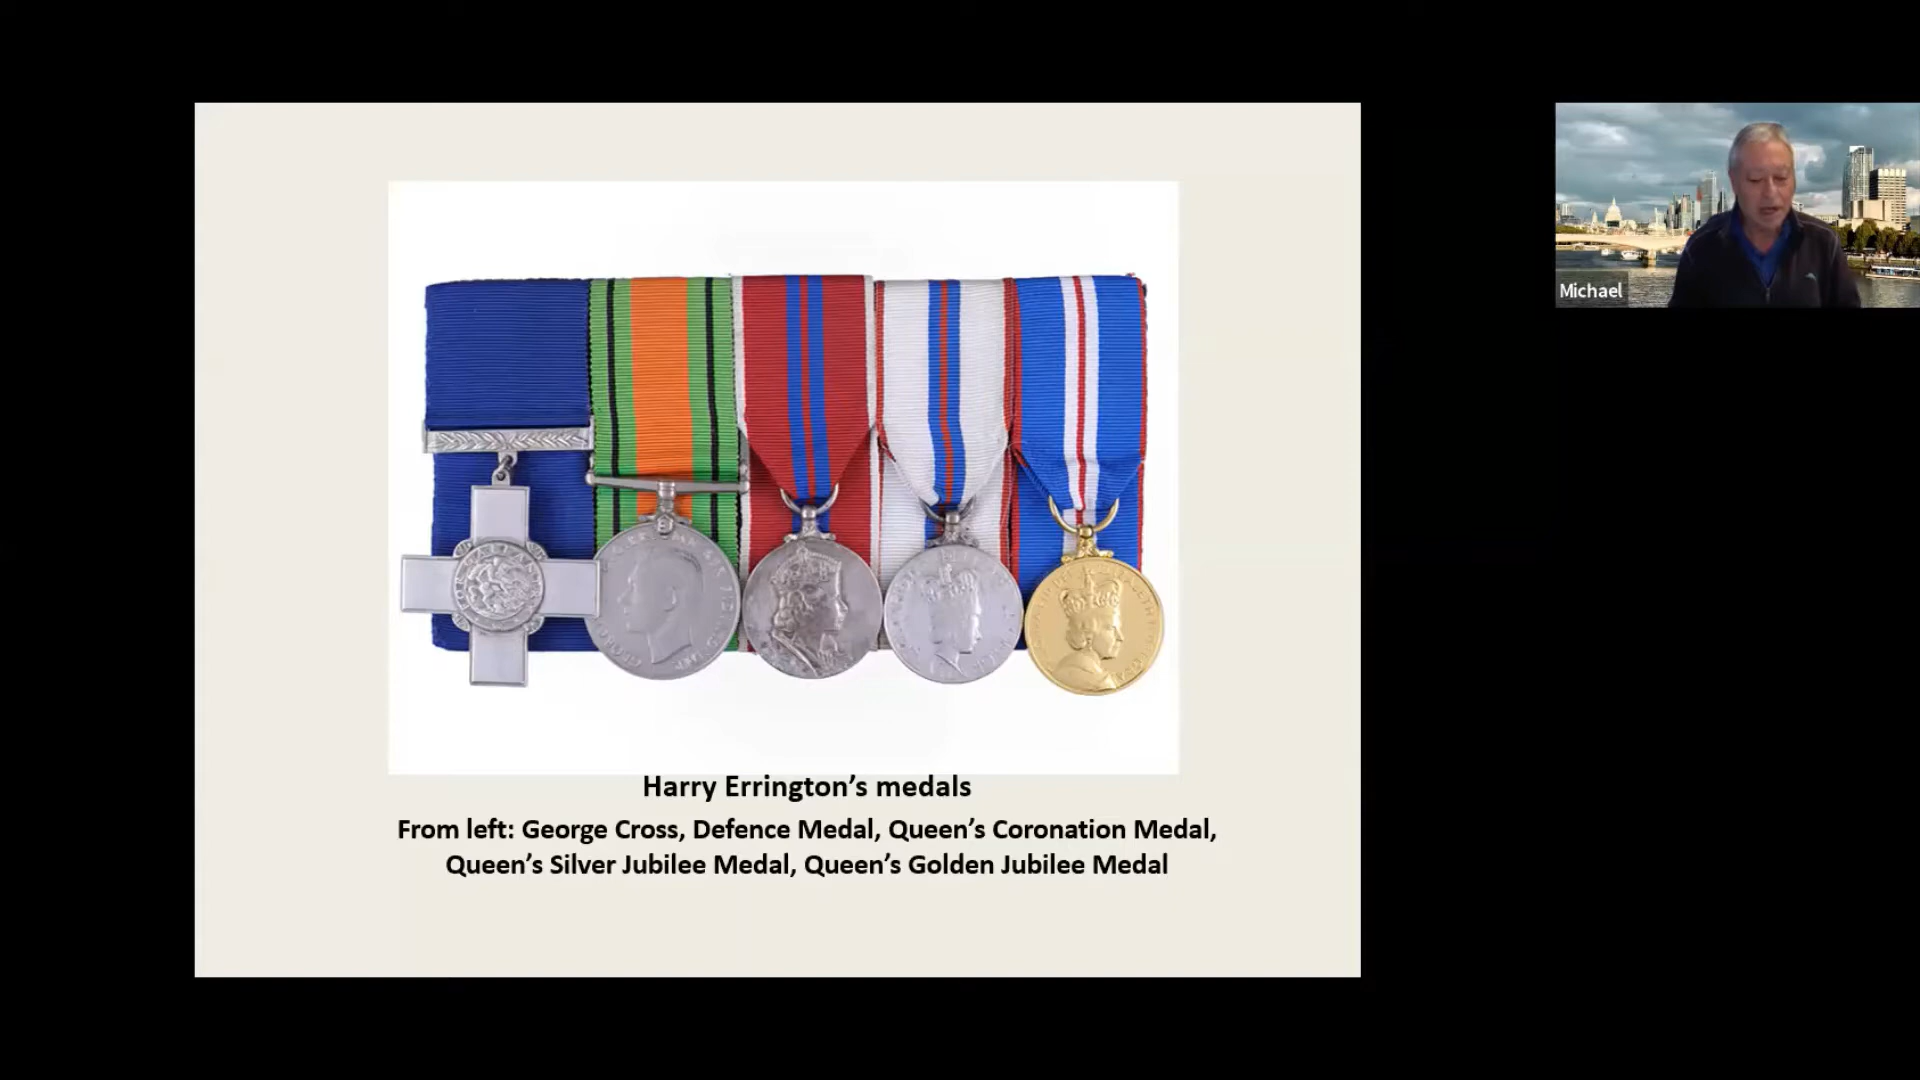 Harry Errington’s medals
From left: George Cross, Defence Medal, Queen’s Coronation Medal,
Queen’s Silver Jubilee Medal, Queen’s Golden Jubilee Medal
Michael